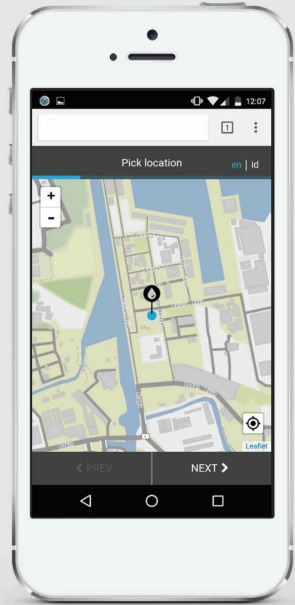 12:07
1
Pick location
en | id
+
-
Leaflet
< PREV
NEXT >